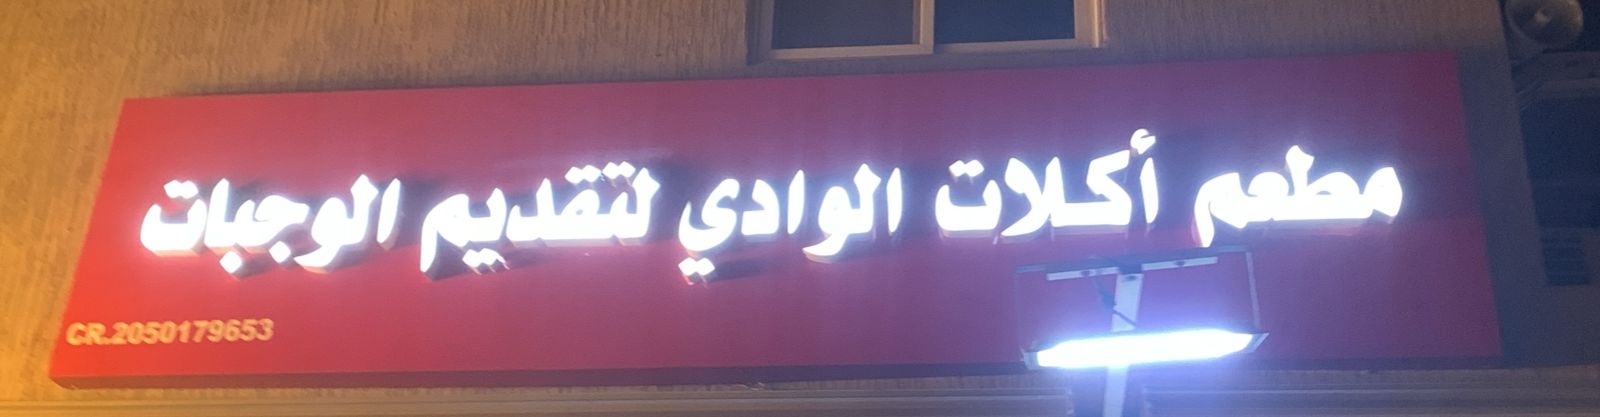 مطعم أكلات الوادي لتقديم الوجبات
CR.2050179653